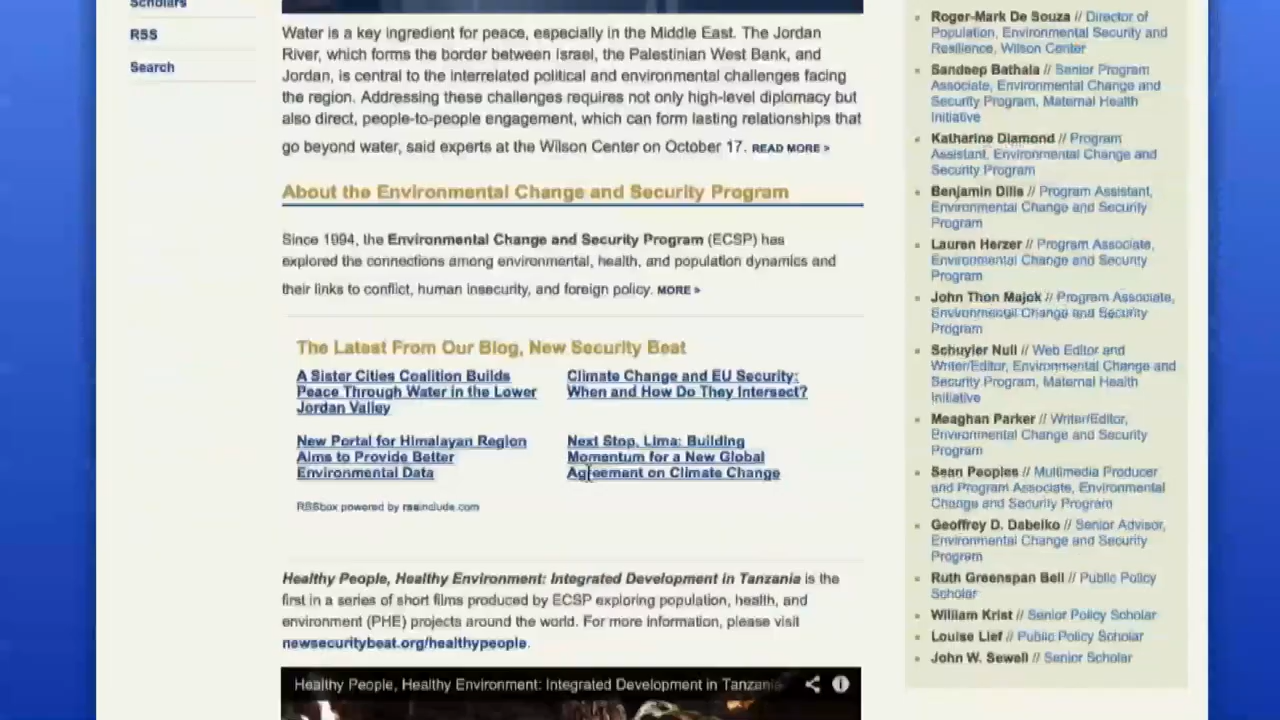 Scholars
RSS
Search
Water is a key ingredient for peace, especially in the Middle East. The Jordan
River, which forms the border between Israel, the Palestinian West Bank, and
Jordan, is central to the interrelated political and environmental challenges facing
the region. Addressing these challenges requires not only high-level diplomacy but
also direct, people-to-people engagement, which can form lasting relationships that
go beyond water, said experts at the Wilson Center on October 17. READ MORE »
About the Environmental Change and Security Program
Since 1994, the Environmental Change and Security Program (ECSP) has
explored the connections among environmental, health, and population dynamics and
their links to conflict, human insecurity, and foreign policy. MORE »
The Latest From Our Blog, New Security Beat
A Sister Cities Coalition Builds
Peace Through Water in the Lower
Jordan Valley
Climate Change and EU Security:
When and How Do They Intersect?
New Portal for Himalayan Region
Aims to Provide Better
Environmental Data
Next Stop, Lima: Building
Momentum for a New Global
Agreement on Climate Change
RSSbox powered by rssinclude.com
Healthy People, Healthy Environment: Integrated Development in Tanzania is the
first in a series of short films produced by ECSP exploring population, health, and
environment (PHE) projects around the world. For more information, please visit
newsecuritybeat.org/healthypeople.
Healthy People, Healthy Environment: Integrated Development in Tanzania
Roger-Mark De Souza // Director of
Population, Environmental Security and
Resilience, Wilson Center
Sandeep Bathala // Senior Program
Associate, Environmental Change and
Security Program, Maternal Health
Initiative
Katharine Diamond // Program
Assistant, Environmental Change and
Security Program
Benjamin Dills // Program Assistant,
Environmental Change and Security
Program
Lauren Herzer // Program Associate,
Environmental Change and Security
Program
John Thon Majok // Program Associate,
Environmental Change and Security
Program
Schuyler Null // Web Editor and
Writer/Editor, Environmental Change and
Security Program, Maternal Health
Initiative
Meaghan Parker // Writer/Editor,
Environmental Change and Security
Program
Sean Peoples // Multimedia Producer
and Program Associate, Environmental
Change and Security Program
Geoffrey D. Dabelko // Senior Advisor,
Environmental Change and Security
Program
Ruth Greenspan Bell // Public Policy
Scholar
William Krist // Senior Policy Scholar
Louise Lief // Public Policy Scholar
John W. Sewell // Senior Scholar